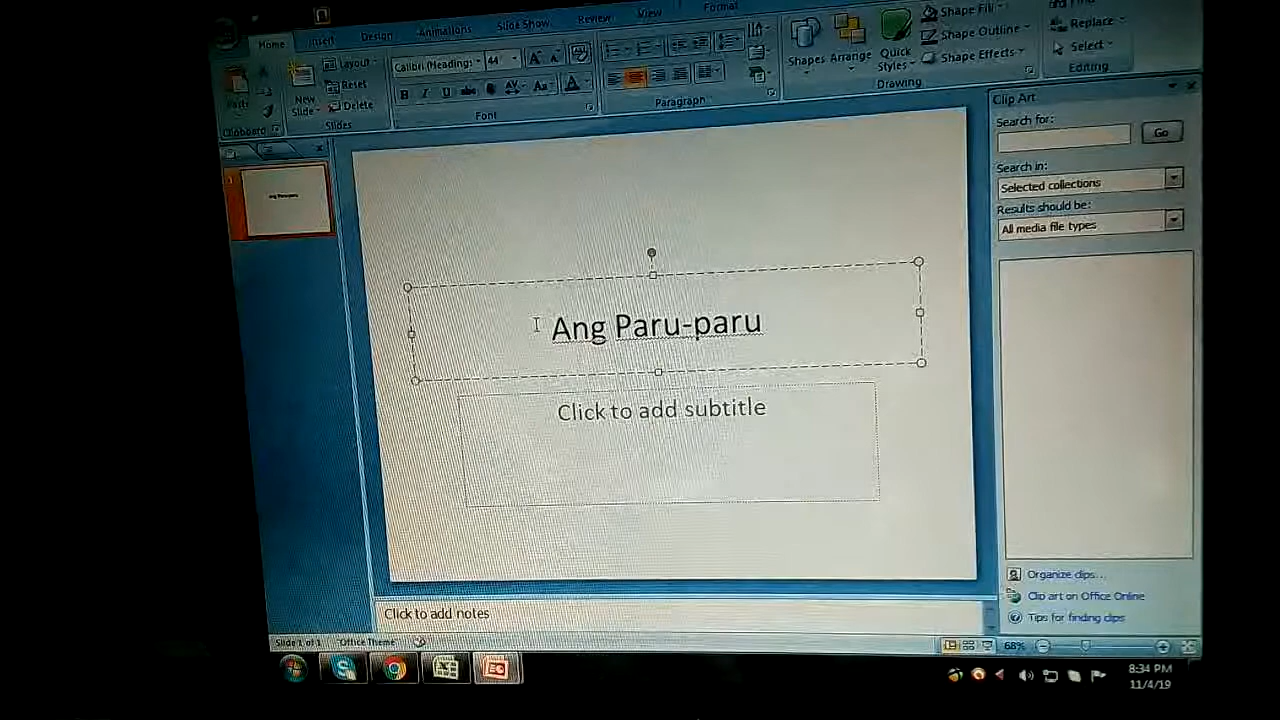 Home Insert Design Animations Slide Show Review View Format
Layout
Reset
Delete
New Slide
Slides
Clipboard
Calibri (Headings) 44
B I U abc AV Aa A
Font
Paragraph
Shapes Arrange Quick Styles
Shape Fill
Shape Outline
Shape Effects
Drawing
Replace
Select
Editing
1
Ang Paru-paru
Click to add subtitle
Click to add notes
Clip Art
Search for:
Go
Search in:
Selected collections
Results should be:
All media file types
Organize clips...
Clip art on Office Online
Tips for finding clips
Slide 1 of 1 "Office Theme"
68%
8:34 PM
11/4/19